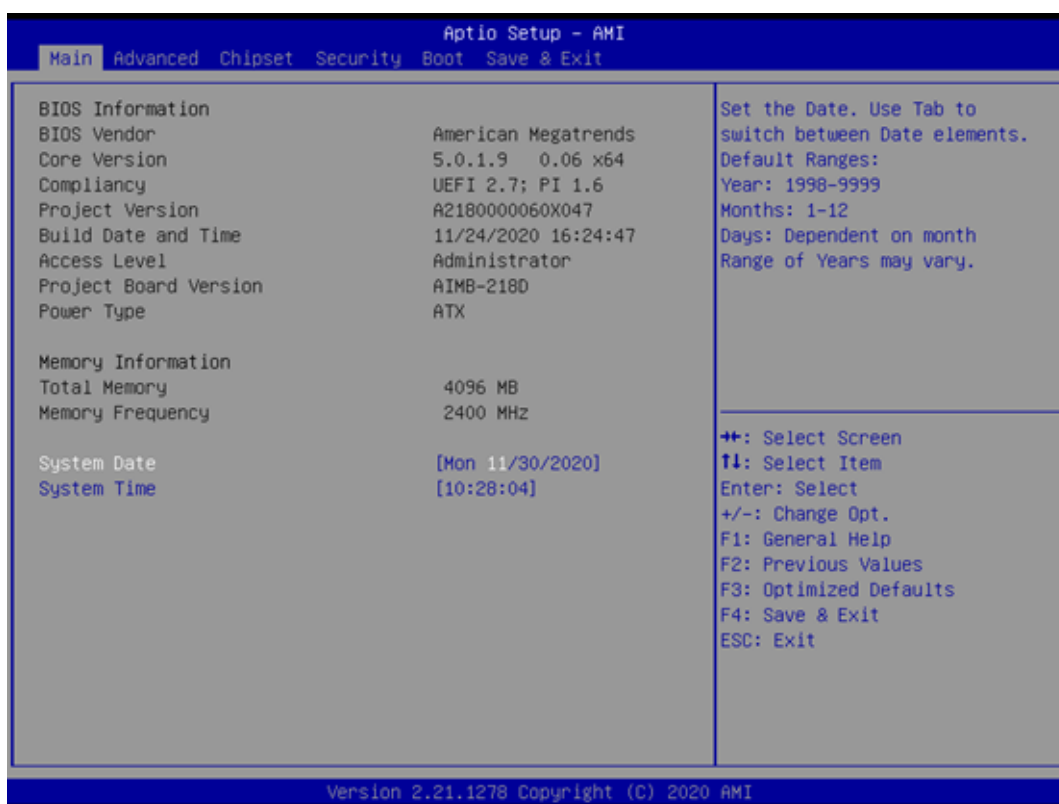 Aptio Setup – AMI
Main Advanced Chipset Security Boot Save & Exit
BIOS Information
BIOS Vendor American Megatrends
Core Version 5.0.1.9 0.06 x64
Compliancy UEFI 2.7; PI 1.6
Project Version A2180000060X047
Build Date and Time 11/24/2020 16:24:47
Access Level Administrator
Project Board Version AIMB-218D
Power Type ATX
Memory Information
Total Memory 4096 MB
Memory Frequency 2400 MHz
System Date [Mon 11/30/2020]
System Time [10:28:04]
Set the Date. Use Tab to
switch between Date elements.
Default Ranges:
Year: 1998-9999
Months: 1-12
Days: Dependent on month
Range of Years may vary.
→←: Select Screen
↑↓: Select Item
Enter: Select
+/-: Change Opt.
F1: General Help
F2: Previous Values
F3: Optimized Defaults
F4: Save & Exit
ESC: Exit
Version 2.21.1278 Copyright (C) 2020 AMI